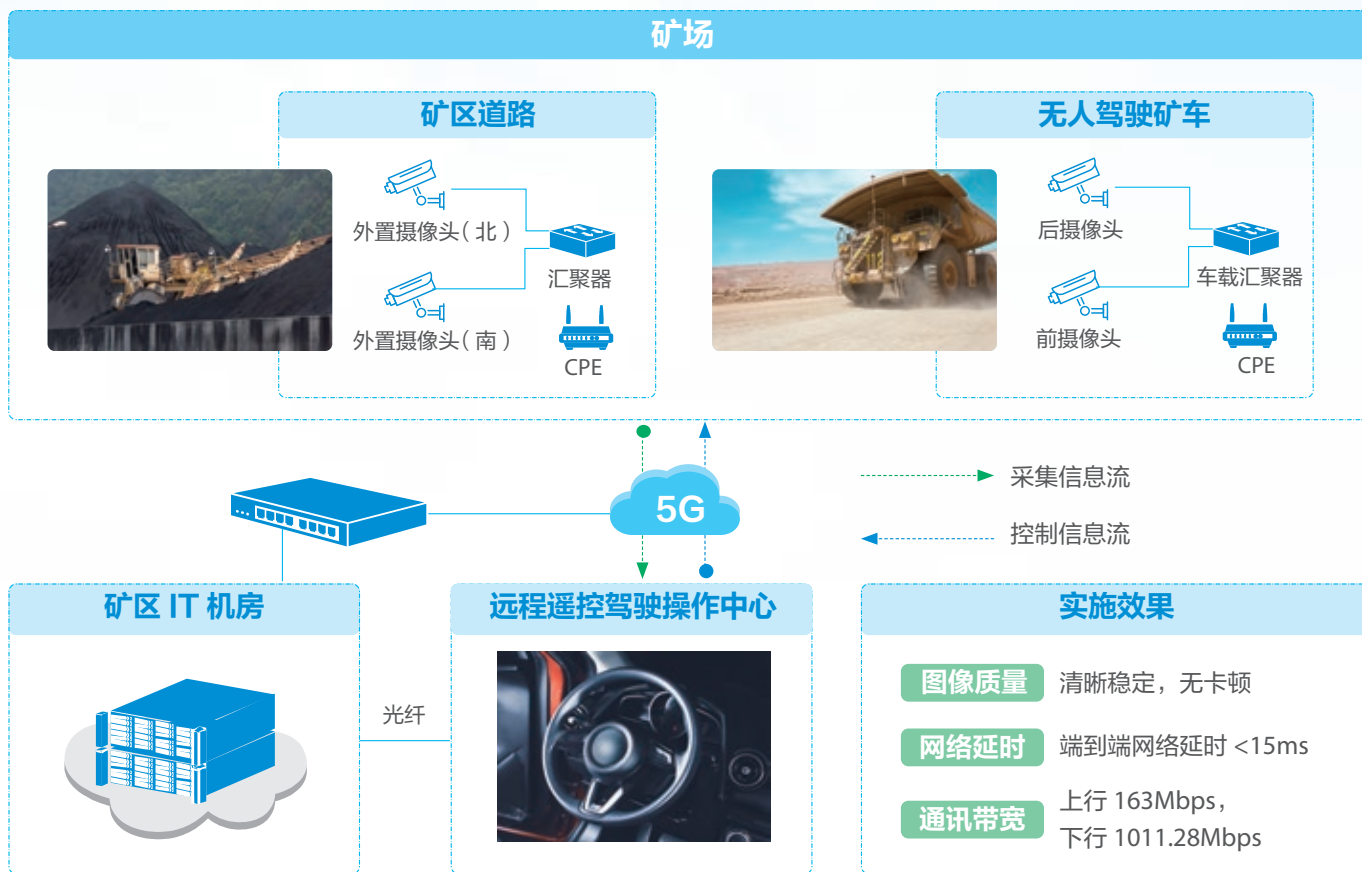 矿场
矿区道路
外置摄像头（北）
汇聚器
外置摄像头（南）
CPE
无人驾驶矿车
后摄像头
车载汇聚器
前摄像头
CPE
5G
采集信息流
控制信息流
矿区 IT 机房
光纤
远程遥控驾驶操作中心
实施效果
图像质量 清晰稳定，无卡顿
网络延时 端到端网络延时 <15ms
通讯带宽 上行 163Mbps，
下行 1011.28Mbps